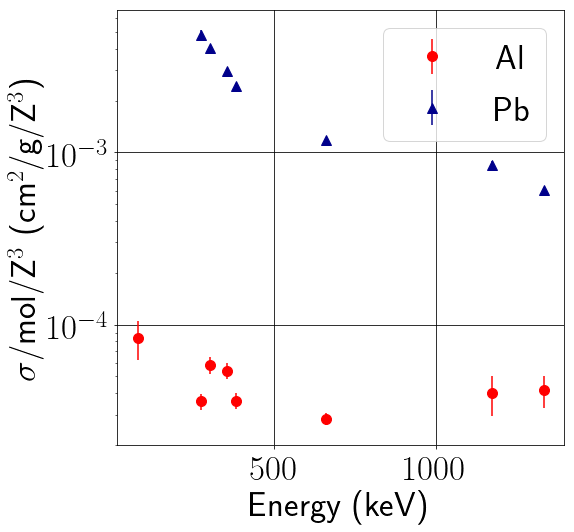 σ/mol/Z³ (cm²/g/Z³)
Al
Pb
10⁻³
10⁻⁴
500
1000
Energy (keV)